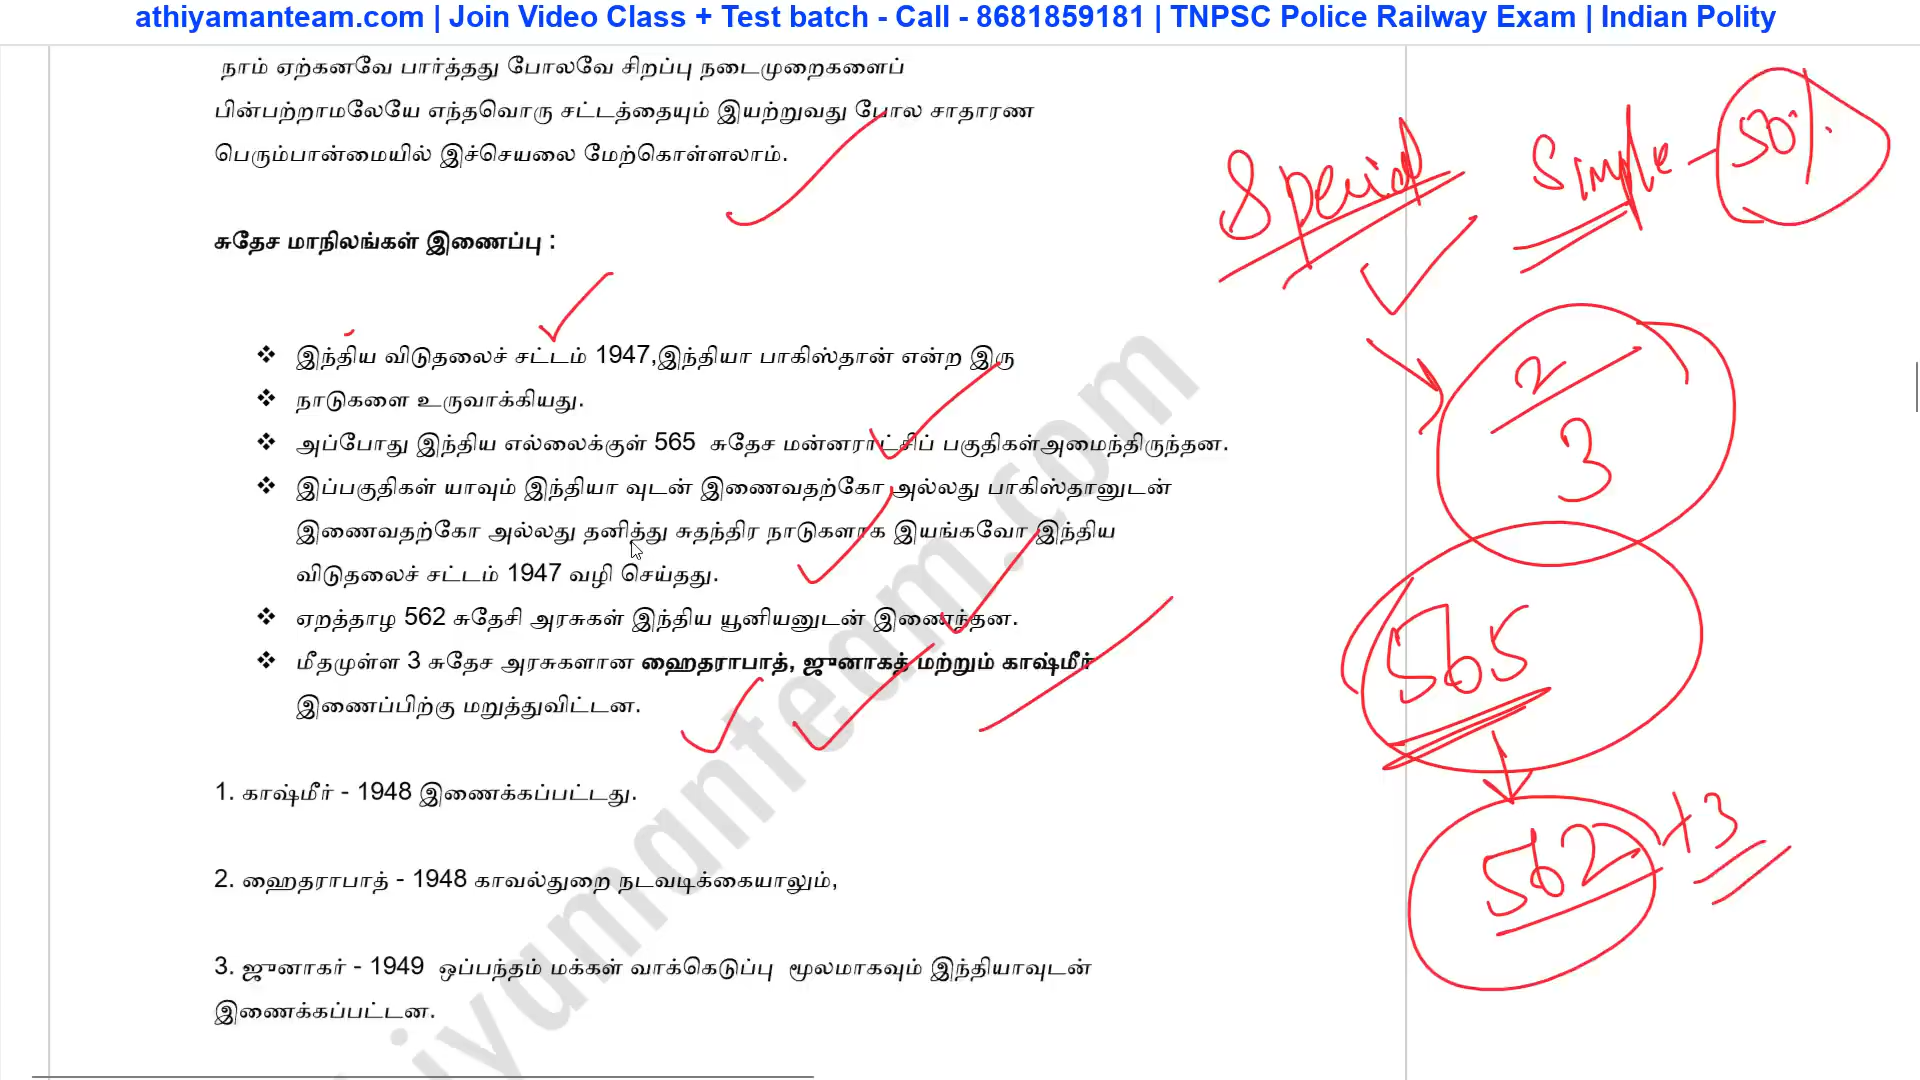 athiyamanteam.com | Join Video Class + Test batch - Call - 8681859181 | TNPSC Police Railway Exam | Indian Polity
நாம் ஏற்கனவே பார்த்தது போலவே சிறப்பு நடைமுறைகளைப்
பின்பற்றாமலேயே எந்தவொரு சட்டத்தையும் இயற்றுவது போல சாதாரண
பெரும்பான்மையில் இச்செயலை மேற்கொள்ளலாம்.
Special
Simple - 50%
சுதேச மாநிலங்கள் இணைப்பு :
❖ இந்திய விடுதலைச் சட்டம் 1947,இந்தியா பாகிஸ்தான் என்ற இரு
❖ நாடுகளை உருவாக்கியது.
2/3
❖ அப்போது இந்திய எல்லைக்குள் 565 சுதேச மன்னராட்சிப் பகுதிகள்அமைந்திருந்தன.
❖ இப்பகுதிகள் யாவும் இந்தியா வுடன் இணைவதற்கோ அல்லது பாகிஸ்தானுடன்
இணைவதற்கோ அல்லது தனித்து சுதந்திர நாடுகளாக இயங்கவோ இந்திய
விடுதலைச் சட்டம் 1947 வழி செய்தது.
❖ ஏறத்தாழ 562 சுதேசி அரசுகள் இந்திய யூனியனுடன் இணைந்தன.
❖ மீதமுள்ள 3 சுதேச அரசுகளான ஹைதராபாத், ஜுனாகத் மற்றும் காஷ்மீர்
இணைப்பிற்கு மறுத்துவிட்டன.
565
1. காஷ்மீர் - 1948 இணைக்கப்பட்டது.
562 + 3
2. ஹைதராபாத் - 1948 காவல்துறை நடவடிக்கையாலும்,
3. ஜுனாகர் - 1949 ஒப்பந்தம் மக்கள் வாக்கெடுப்பு மூலமாகவும் இந்தியாவுடன்
இணைக்கப்பட்டன.
iyamanteam.com